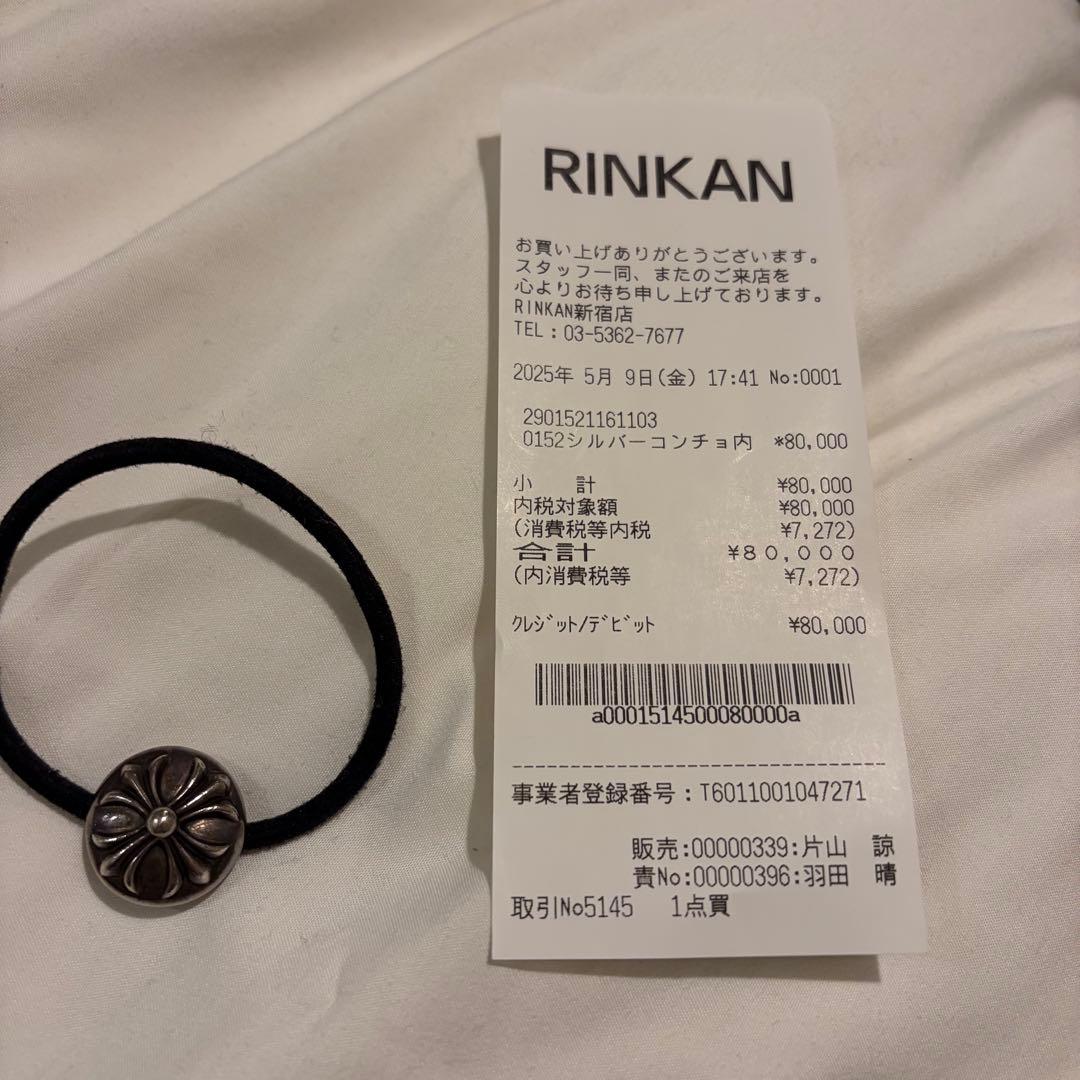 RINKAN
お買い上げありがとうございます。
スタッフ一同、またのご来店を
心よりお待ち申し上げております。
RINKAN新宿店
TEL：03-5362-7677
2025年 5月 9日(金) 17:41 No:0001
2901521161103
0152シルバーコンチョ内 *80,000
小 計 ¥80,000
内税対象額 ¥80,000
(消費税等内税 ¥7,272)
合計 ¥80,000
(内消費税等 ¥7,272)
ｸﾚｼﾞｯﾄ/ﾃﾞﾋﾞｯﾄ ¥80,000
a0001514500080000a
事業者登録番号：T6011001047271
販売:00000339:片山 諒
責No:00000396:羽田 晴
取引No5145 1点買